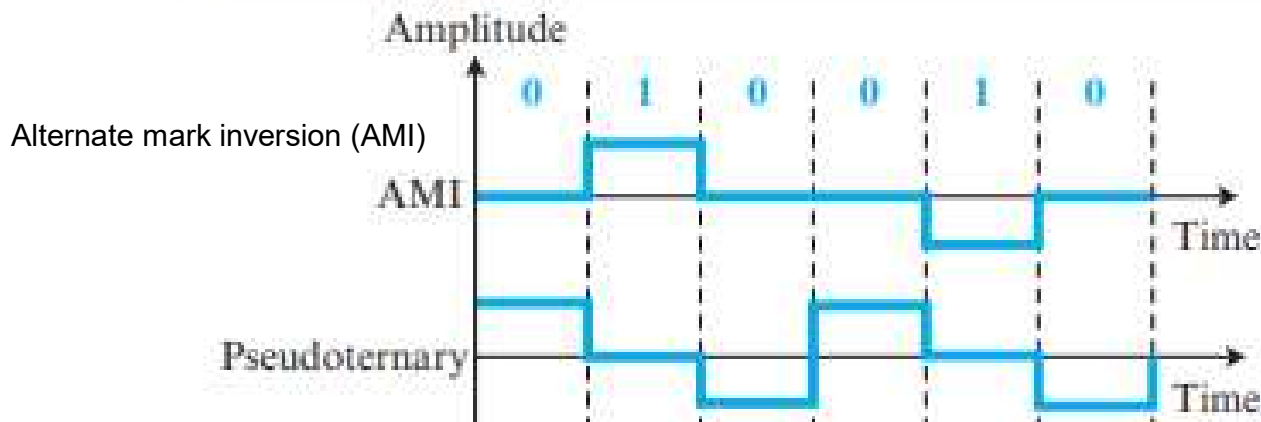 Amplitude
0 1 0 0 1 0
Alternate mark inversion (AMI)
AMI
Time
Pseudoternary
Time